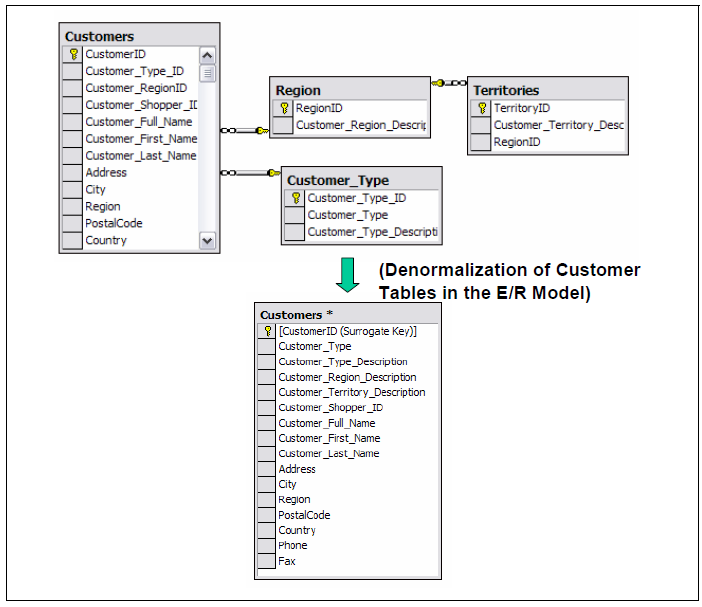 Customers
CustomerID
Customer_Type_ID
Customer_RegionID
Customer_Shopper_ID
Customer_Full_Name
Customer_First_Name
Customer_Last_Name
Address
City
Region
PostalCode
Country
Region
RegionID
Customer_Region_Descrip
Territories
TerritoryID
Customer_Territory_Desc
RegionID
Customer_Type
Customer_Type_ID
Customer_Type
Customer_Type_Descripti
(Denormalization of Customer
Tables in the E/R Model)
Customers *
[CustomerID (Surrogate Key)]
Customer_Type
Customer_Type_Description
Customer_Region_Description
Customer_Territory_Description
Customer_Shopper_ID
Customer_Full_Name
Customer_First_Name
Customer_Last_Name
Address
City
Region
PostalCode
Country
Phone
Fax